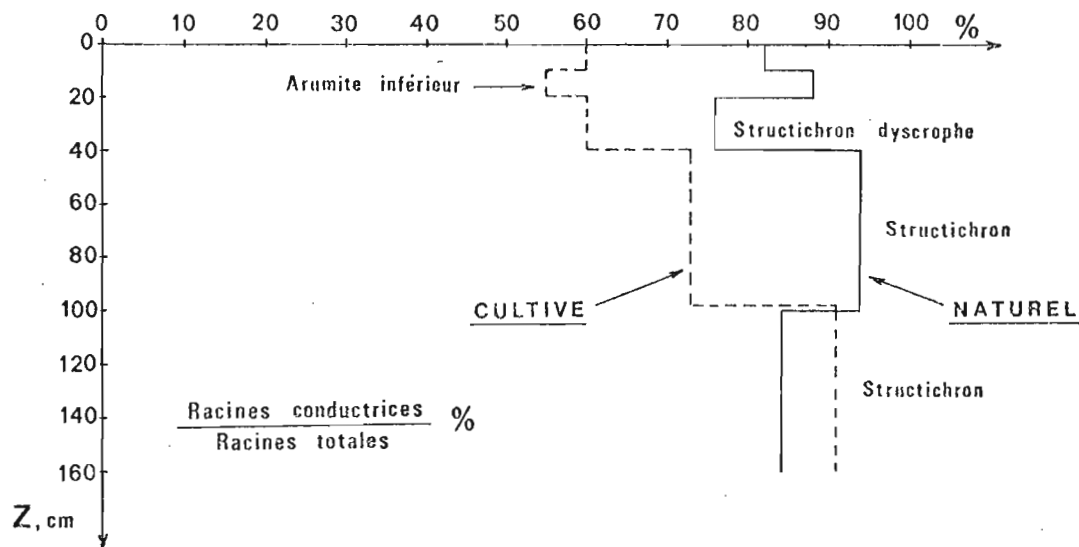 0 10 20 30 40 50 60 70 80 90 100 %
0
20
40
60
80
100
120
140
160
Z, cm
Arumite inférieur
Structichron dyscrophe
Structichron
CULTIVE
NATUREL
Structichron
Racines conductrices
Racines totales
%